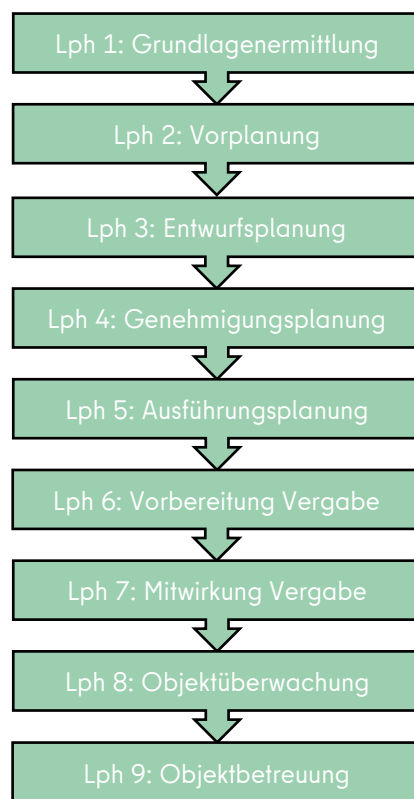 Lph 1: Grundlagenermittlung
Lph 2: Vorplanung
Lph 3: Entwurfsplanung
Lph 4: Genehmigungsplanung
Lph 5: Ausführungsplanung
Lph 6: Vorbereitung Vergabe
Lph 7: Mitwirkung Vergabe
Lph 8: Objektüberwachung
Lph 9: Objektbetreuung